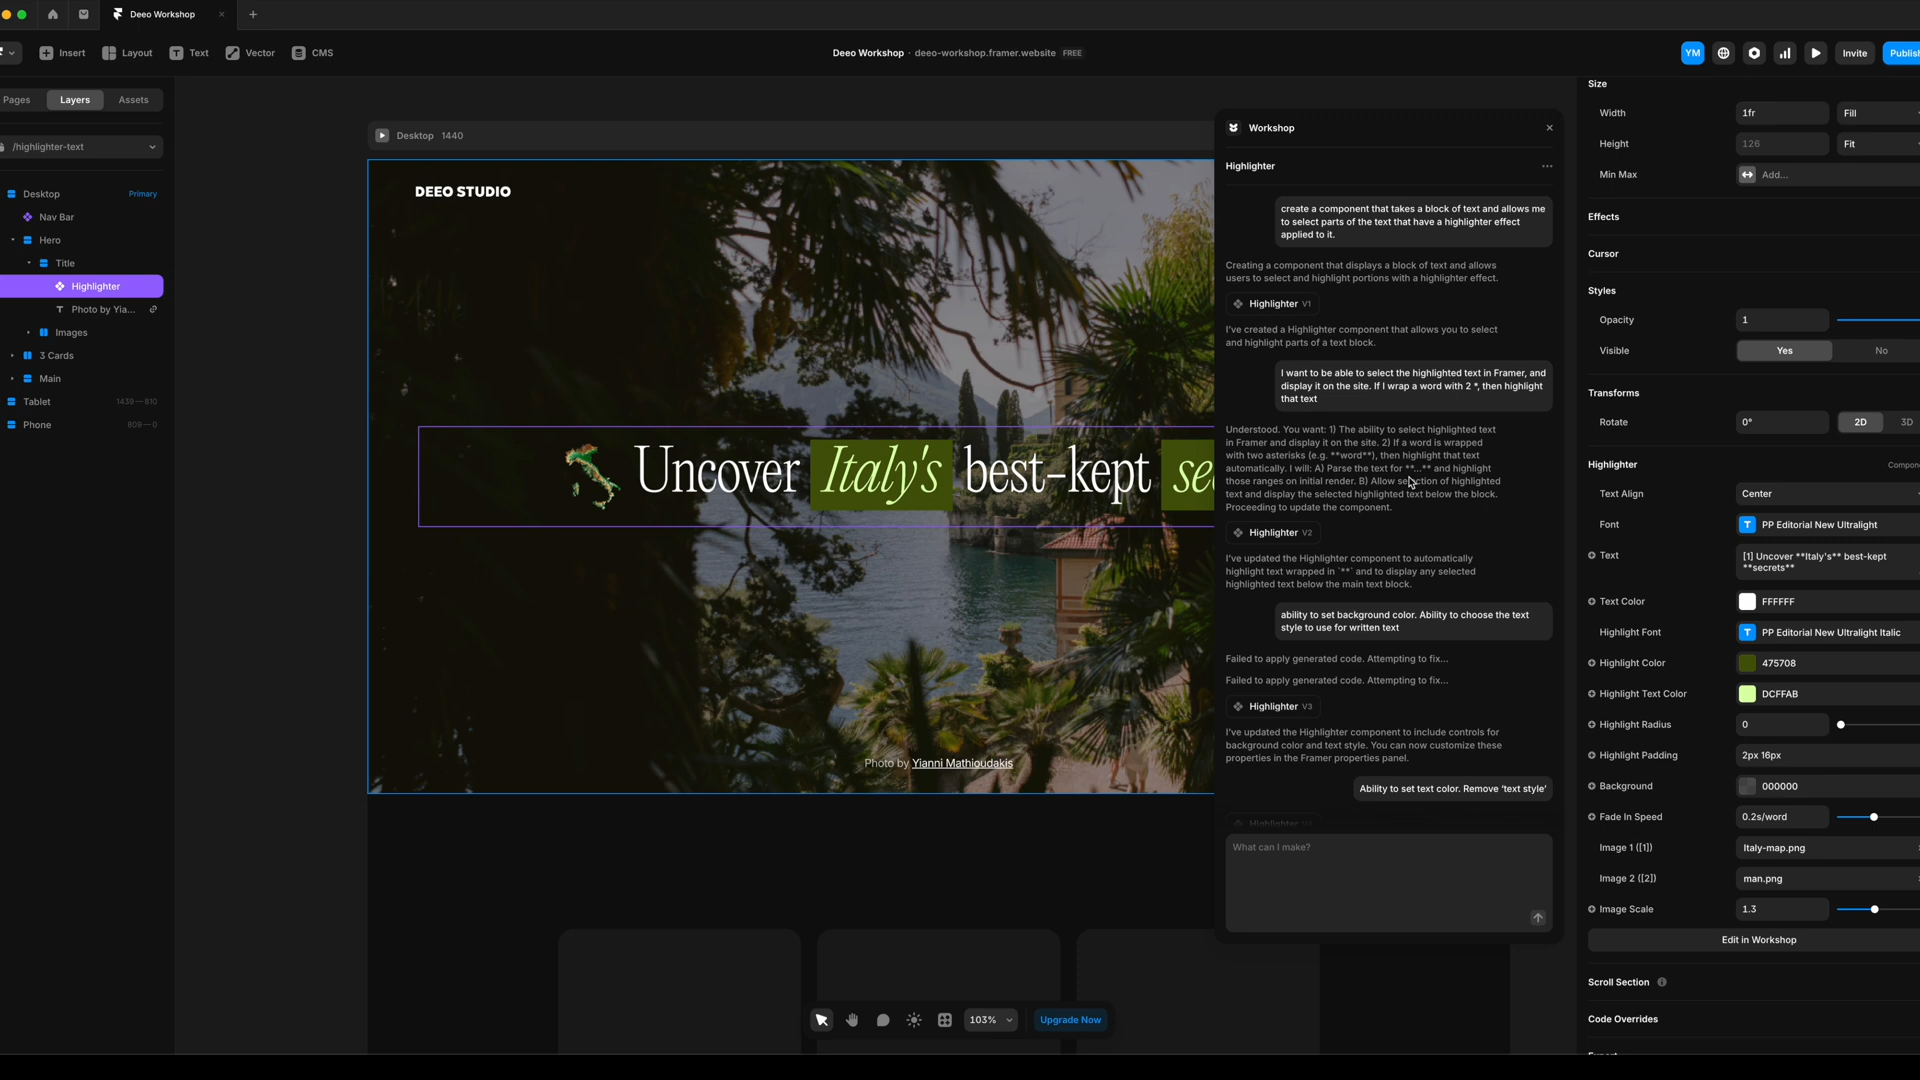 Deeo Workshop
Insert
Layout
Text
Vector
CMS
Deeo Workshop · deeo-workshop.framer.website FREE
YM
Invite
Publish
Pages
Layers
Assets
/highlighter-text
Desktop
Primary
Nav Bar
Hero
Title
Highlighter
Photo by Yia...
Images
3 Cards
Main
Tablet
1439—810
Phone
809—0
Desktop 1440
DEEO STUDIO
Uncover Italy's best-kept
Photo by Yianni Mathioudakis
Workshop
Highlighter
create a component that takes a block of text and allows me
to select parts of the text that have a highlighter effect
applied to it.
Creating a component that displays a block of text and allows
users to select and highlight portions with a highlighter effect.
Highlighter V1
I've created a Highlighter component that allows you to select
and highlight parts of a text block.
I want to be able to select the highlighted text in Framer, and
display it on the site. If I wrap a word with 2 *, then highlight
that text
Understood. You want: 1) The ability to select highlighted text
in Framer and display it on the site. 2) If a word is wrapped
with two asterisks (e.g. **word**), then highlight that text
automatically. I will: A) Parse the text for **...** and highlight
those ranges on initial render. B) Allow selection of highlighted
text and display the selected highlighted text below the block.
Proceeding to update the component.
Highlighter V2
I've updated the Highlighter component to automatically
highlight text wrapped in `**` and to display any selected
highlighted text below the main text block.
ability to set background color. Ability to choose the text
style to use for written text
Failed to apply generated code. Attempting to fix...
Failed to apply generated code. Attempting to fix...
Highlighter V3
I've updated the Highlighter component to include controls for
background color and text style. You can now customize these
properties in the Framer properties panel.
Ability to set text color. Remove ‘text style’
Highlighter V4
What can I make?
103%
Upgrade Now
Size
Width
1fr
Fill
Height
126
Fit
Min Max
Add...
Effects
Cursor
Styles
Opacity
1
Visible
Yes
No
Transforms
Rotate
0°
2D
3D
Highlighter
Text Align
Center
Font
T PP Editorial New Ultralight
Text
[1] Uncover **Italy's** best-kept
**secrets**
Text Color
FFFFFF
Highlight Font
T PP Editorial New Ultralight Italic
Highlight Color
475708
Highlight Text Color
DCFFAB
Highlight Radius
0
Highlight Padding
2px 16px
Background
000000
Fade In Speed
0.2s/word
Image 1 ([1])
Italy-map.png
Image 2 ([2])
man.png
Image Scale
1.3
Edit in Workshop
Scroll Section
Code Overrides